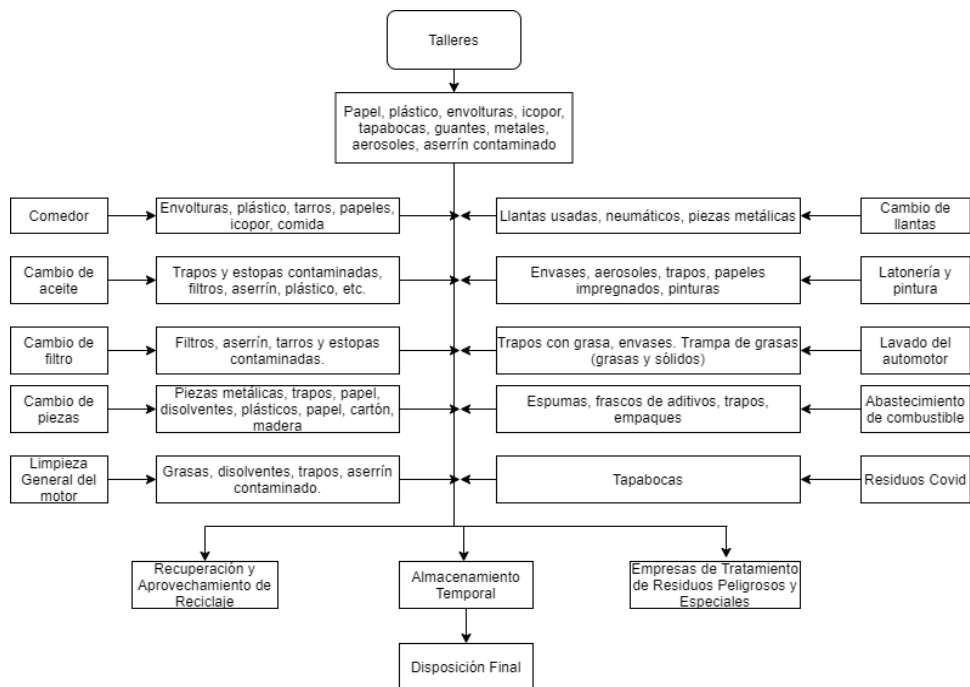 Talleres
Papel, plástico, envolturas, icopor,
tapabocas, guantes, metales,
aerosoles, aserrín contaminado
Comedor
Envolturas, plástico, tarros, papeles,
icopor, comida
Llantas usadas, neumáticos, piezas metálicas
Cambio de
llantas
Cambio de
aceite
Trapos y estopas contaminadas,
filtros, aserrín, plástico, etc.
Envases, aerosoles, trapos, papeles
impregnados, pinturas
Latonería y
pintura
Cambio
de filtro
Filtros, aserrín, tarros y estopas
contaminadas.
Trapos con grasa, envases. Trampa de grasas
(grasas y sólidos)
Lavado del
automotor
Cambio de
piezas
Piezas metálicas, trapos, papel,
disolventes, plásticos, papel, cartón,
madera
Espumas, frascos de aditivos, trapos,
empaques
Abastecimiento
de combustible
Limpieza
General del
motor
Grasas, disolventes, trapos, aserrín
contaminado.
Tapabocas
Residuos Covid
Recuperación y
Aprovechamiento de
Reciclaje
Almacenamiento
Temporal
Empresas de Tratamiento
de Residuos Peligrosos y
Especiales
Disposición Final